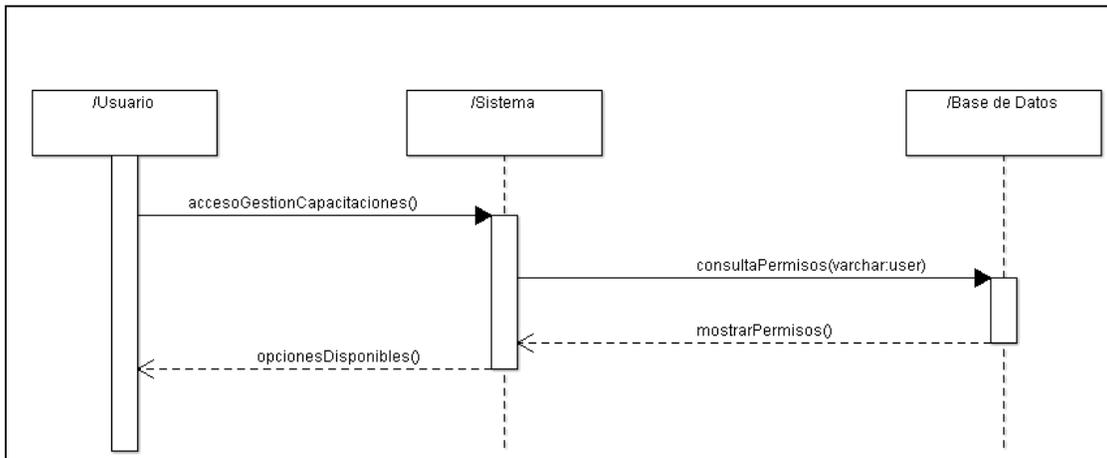 /Usuario
/Sistema
/Base de Datos
accesoGestionCapacitaciones()
consultaPermisos(varchar:user)
mostrarPermisos()
opcionesDisponibles()